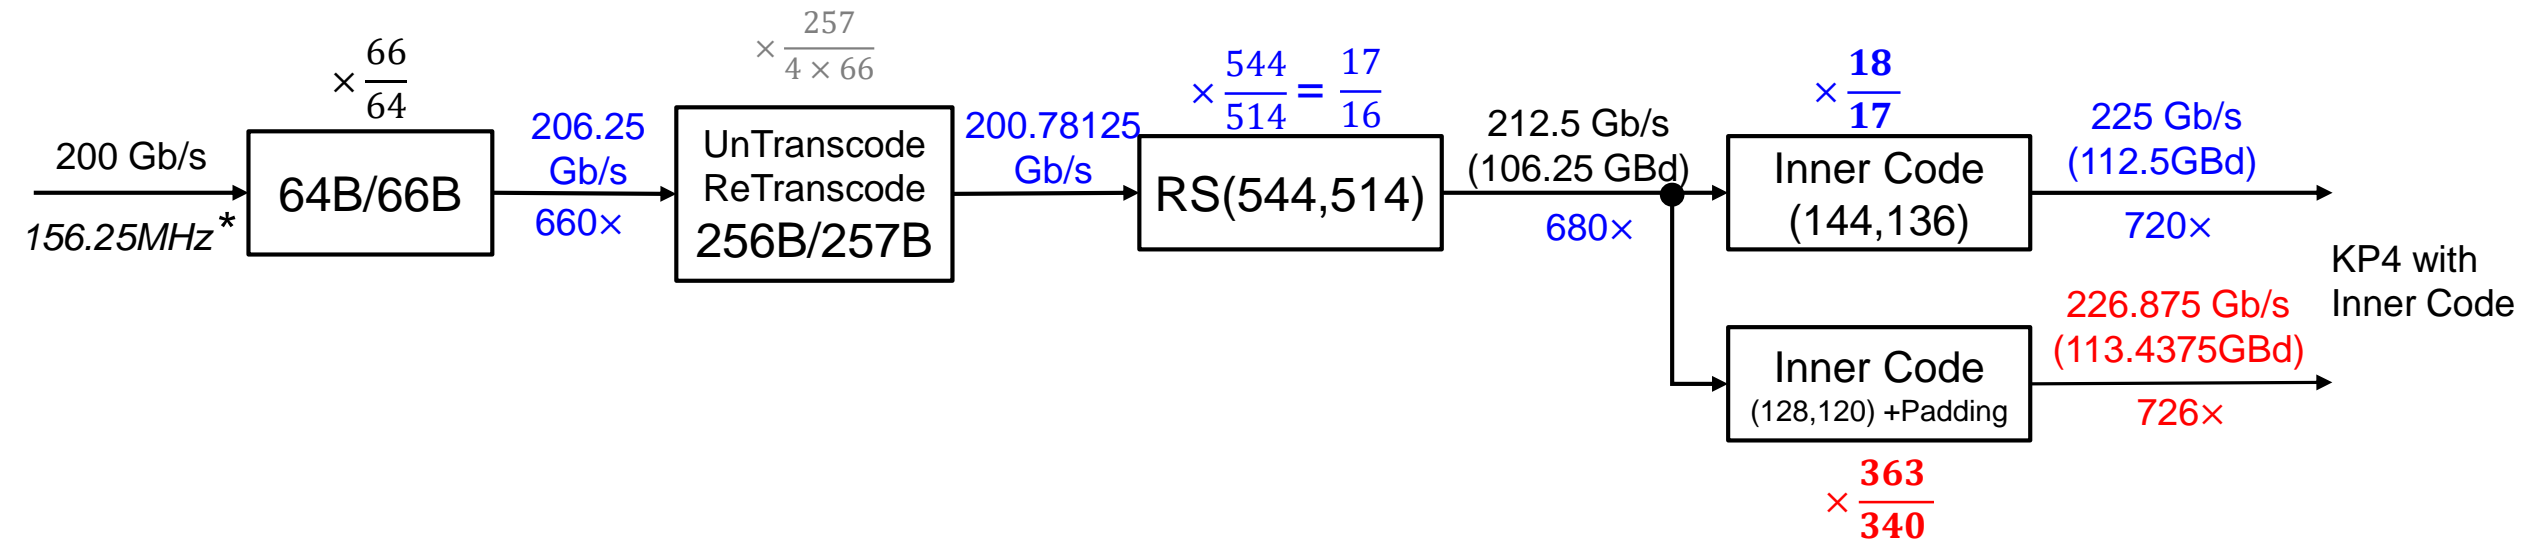 200 Gb/s
156.25MHz*
× 66/64
64B/66B
206.25
Gb/s
660×
× 257/(4 × 66)
UnTranscode
ReTranscode
256B/257B
200.78125
Gb/s
× 544/514 = 17/16
RS(544,514)
212.5 Gb/s
(106.25 GBd)
680×
× 18/17
Inner Code
(144,136)
225 Gb/s
(112.5GBd)
720×
KP4 with
Inner Code
Inner Code
(128,120) +Padding
× 363/340
226.875 Gb/s
(113.4375GBd)
726×